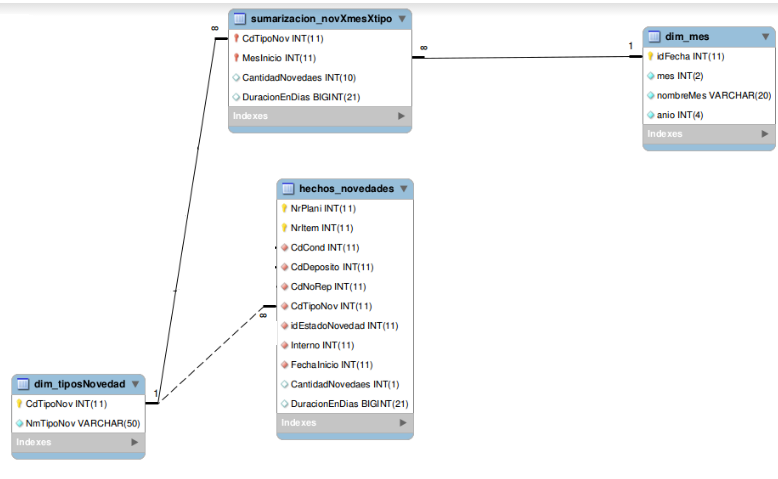 sumarizacion_novXmesXtipo
CdTipoNov INT(11)
MesInicio INT(11)
CantidadNovedaes INT(10)
DuracionEnDias BIGINT(21)
Indexes
∞
∞
1
dim_mes
idFecha INT(11)
mes INT(2)
nombreMes VARCHAR(20)
anio INT(4)
Indexes
hechos_novedades
NrPlani INT(11)
NrItem INT(11)
CdCond INT(11)
CdDeposito INT(11)
CdNoRep INT(11)
CdTipoNov INT(11)
idEstadoNovedad INT(11)
Interno INT(11)
FechaInicio INT(11)
CantidadNovedaes INT(1)
DuracionEnDias BIGINT(21)
Indexes
∞
1
dim_tiposNovedad
CdTipoNov INT(11)
NmTipoNov VARCHAR(50)
Indexes